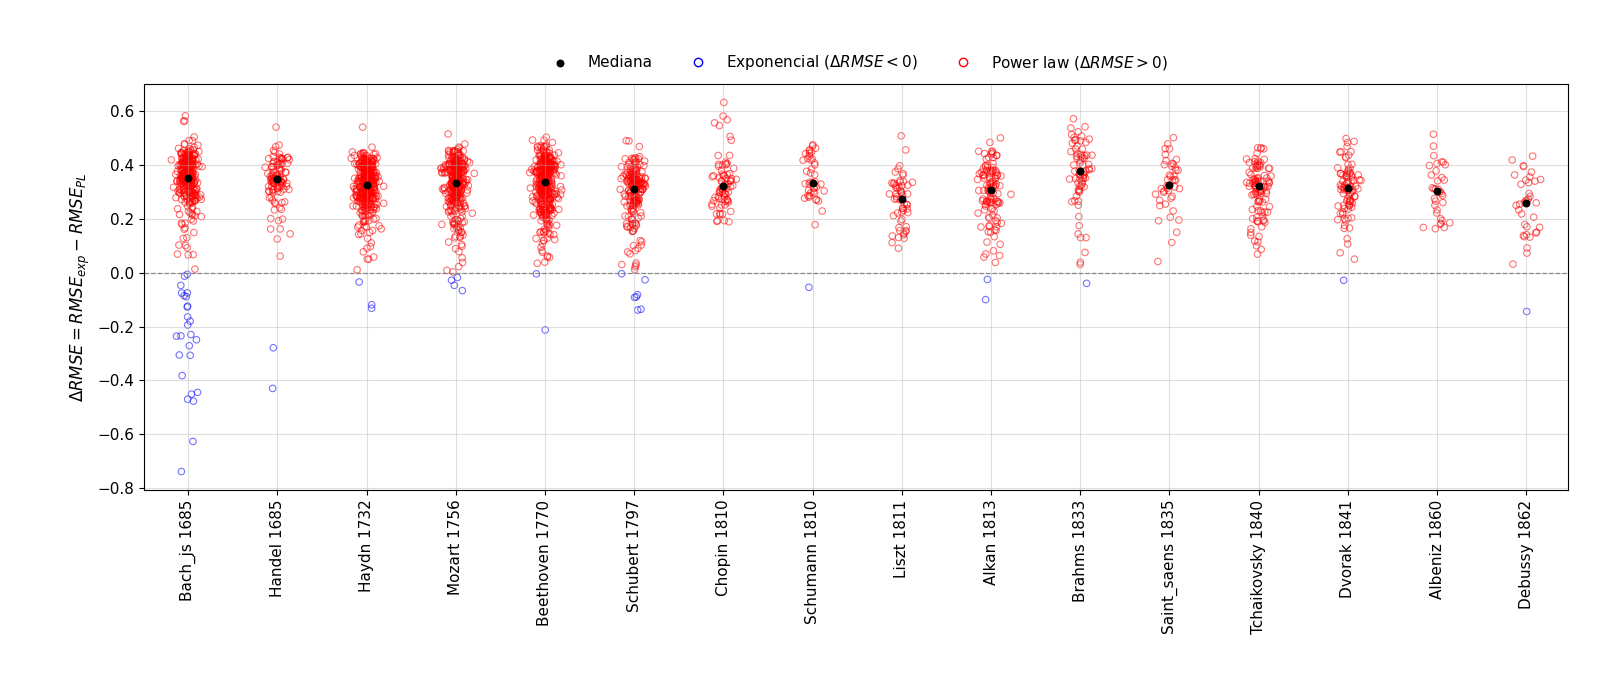 Mediana Exponencial (ΔRMSE < 0) Power law (ΔRMSE > 0)
ΔRMSE = RMSE_exp − RMSE_PL
0.6
0.4
0.2
0.0
−0.2
−0.4
−0.6
−0.8
Bach_js 1685
Handel 1685
Haydn 1732
Mozart 1756
Beethoven 1770
Schubert 1797
Chopin 1810
Schumann 1810
Liszt 1811
Alkan 1813
Brahms 1833
Saint_saens 1835
Tchaikovsky 1840
Dvorak 1841
Albeniz 1860
Debussy 1862